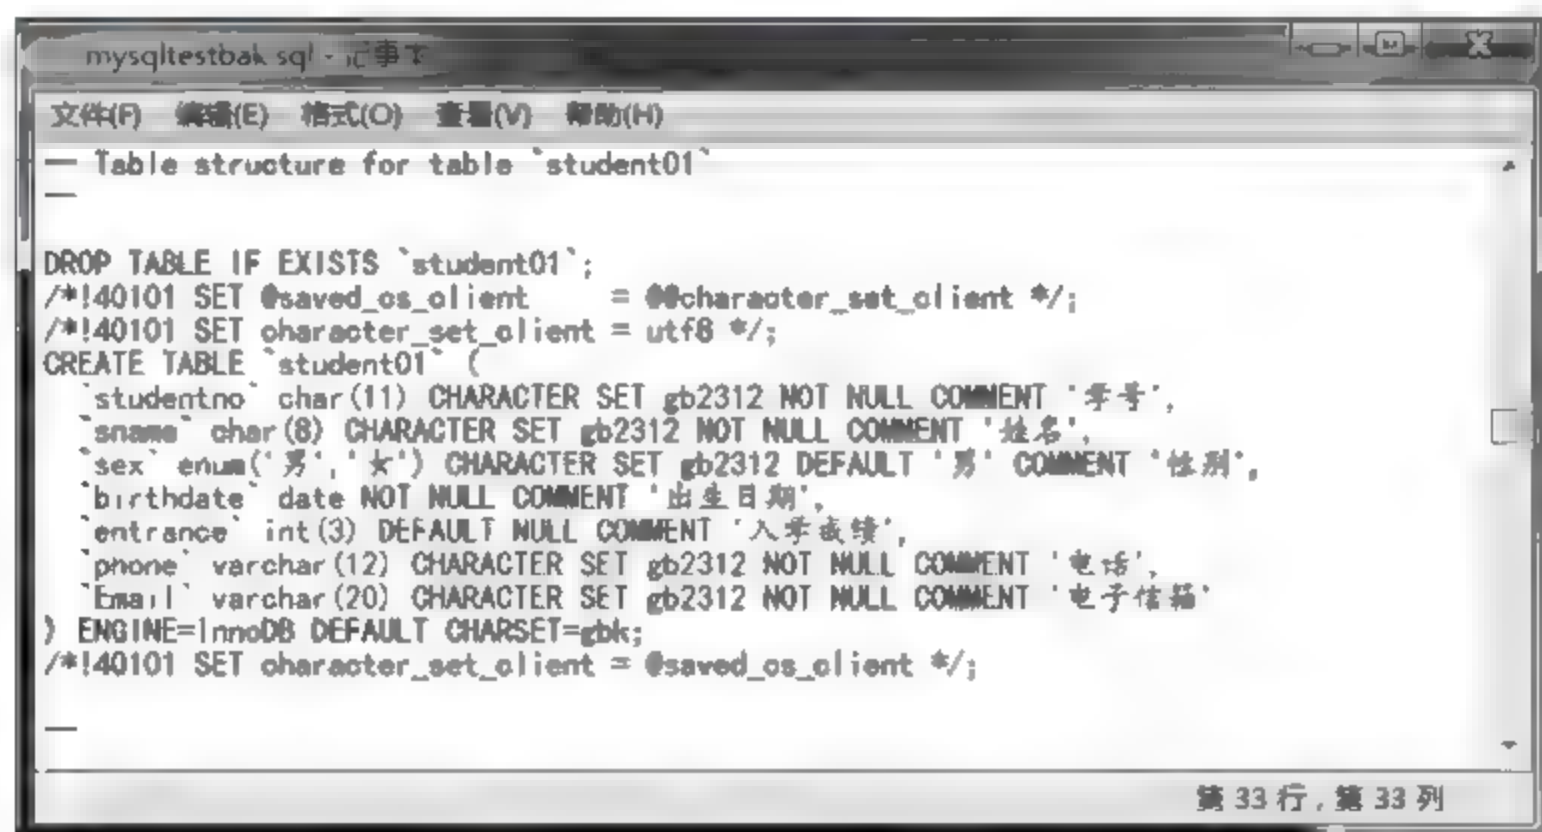 mysqltestbak.sql - 记事本
文件(F) 编辑(E) 格式(O) 查看(V) 帮助(H)
-- Table structure for table `student01`
--
DROP TABLE IF EXISTS `student01`;
/*!40101 SET @saved_cs_client     = @@character_set_client */;
/*!40101 SET character_set_client = utf8 */;
CREATE TABLE `student01` (
  `studentno` char(11) CHARACTER SET gb2312 NOT NULL COMMENT '学号',
  `sname` char(8) CHARACTER SET gb2312 NOT NULL COMMENT '姓名',
  `sex` enum('男','女') CHARACTER SET gb2312 DEFAULT '男' COMMENT '性别',
  `birthdate` date NOT NULL COMMENT '出生日期',
  `entrance` int(3) DEFAULT NULL COMMENT '入学成绩',
  `phone` varchar(12) CHARACTER SET gb2312 NOT NULL COMMENT '电话',
  `Email` varchar(20) CHARACTER SET gb2312 NOT NULL COMMENT '电子信箱'
) ENGINE=InnoDB DEFAULT CHARSET=gbk;
/*!40101 SET character_set_client = @saved_cs_client */;
--
第 33 行, 第 33 列